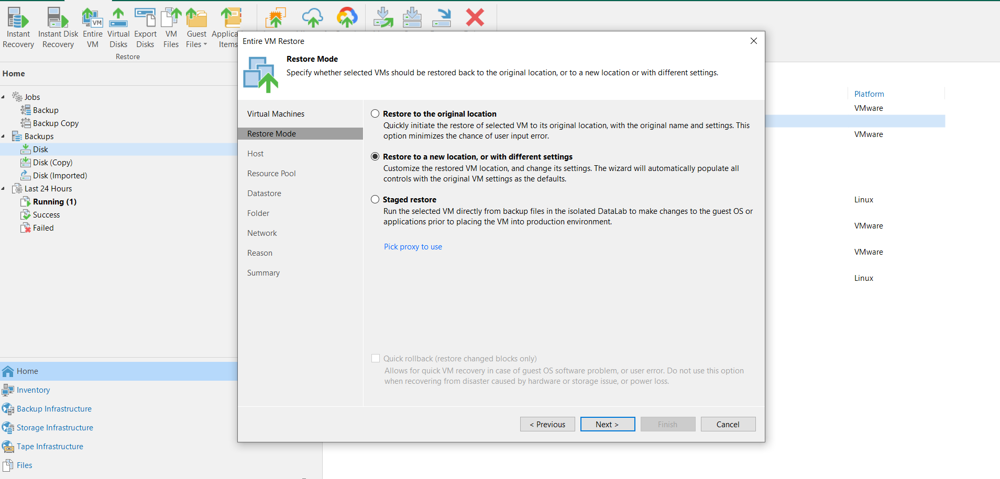 Instant Recovery
Instant Disk Recovery
Entire VM
Virtual Disks
Export Disks
VM Files
Guest Files
Items
Restore
Home
Jobs
Backup
Backup Copy
Backups
Disk
Disk (Copy)
Disk (Imported)
Last 24 Hours
Running (1)
Success
Failed
Home
Inventory
Backup Infrastructure
Storage Infrastructure
Tape Infrastructure
Files
Entire VM Restore
Restore Mode
Specify whether selected VMs should be restored back to the original location, or to a new location or with different settings.
Virtual Machines
Restore Mode
Host
Resource Pool
Datastore
Folder
Network
Reason
Summary
Restore to the original location
Quickly initiate the restore of selected VM to its original location, with the original name and settings. This
option minimizes the chance of user input error.
Restore to a new location, or with different settings
Customize the restored VM location, and change its settings. The wizard will automatically populate all
controls with the original VM settings as the defaults.
Staged restore
Run the selected VM directly from backup files in the isolated DataLab to make changes to the guest OS or
applications prior to placing the VM into production environment.
Pick proxy to use
Quick rollback (restore changed blocks only)
Allows for quick VM recovery in case of guest OS software problem, or user error. Do not use this option
when recovering from disaster caused by hardware or storage issue, or power loss.
< Previous
Next >
Finish
Cancel
Platform
VMware
VMware
Linux
VMware
VMware
Linux